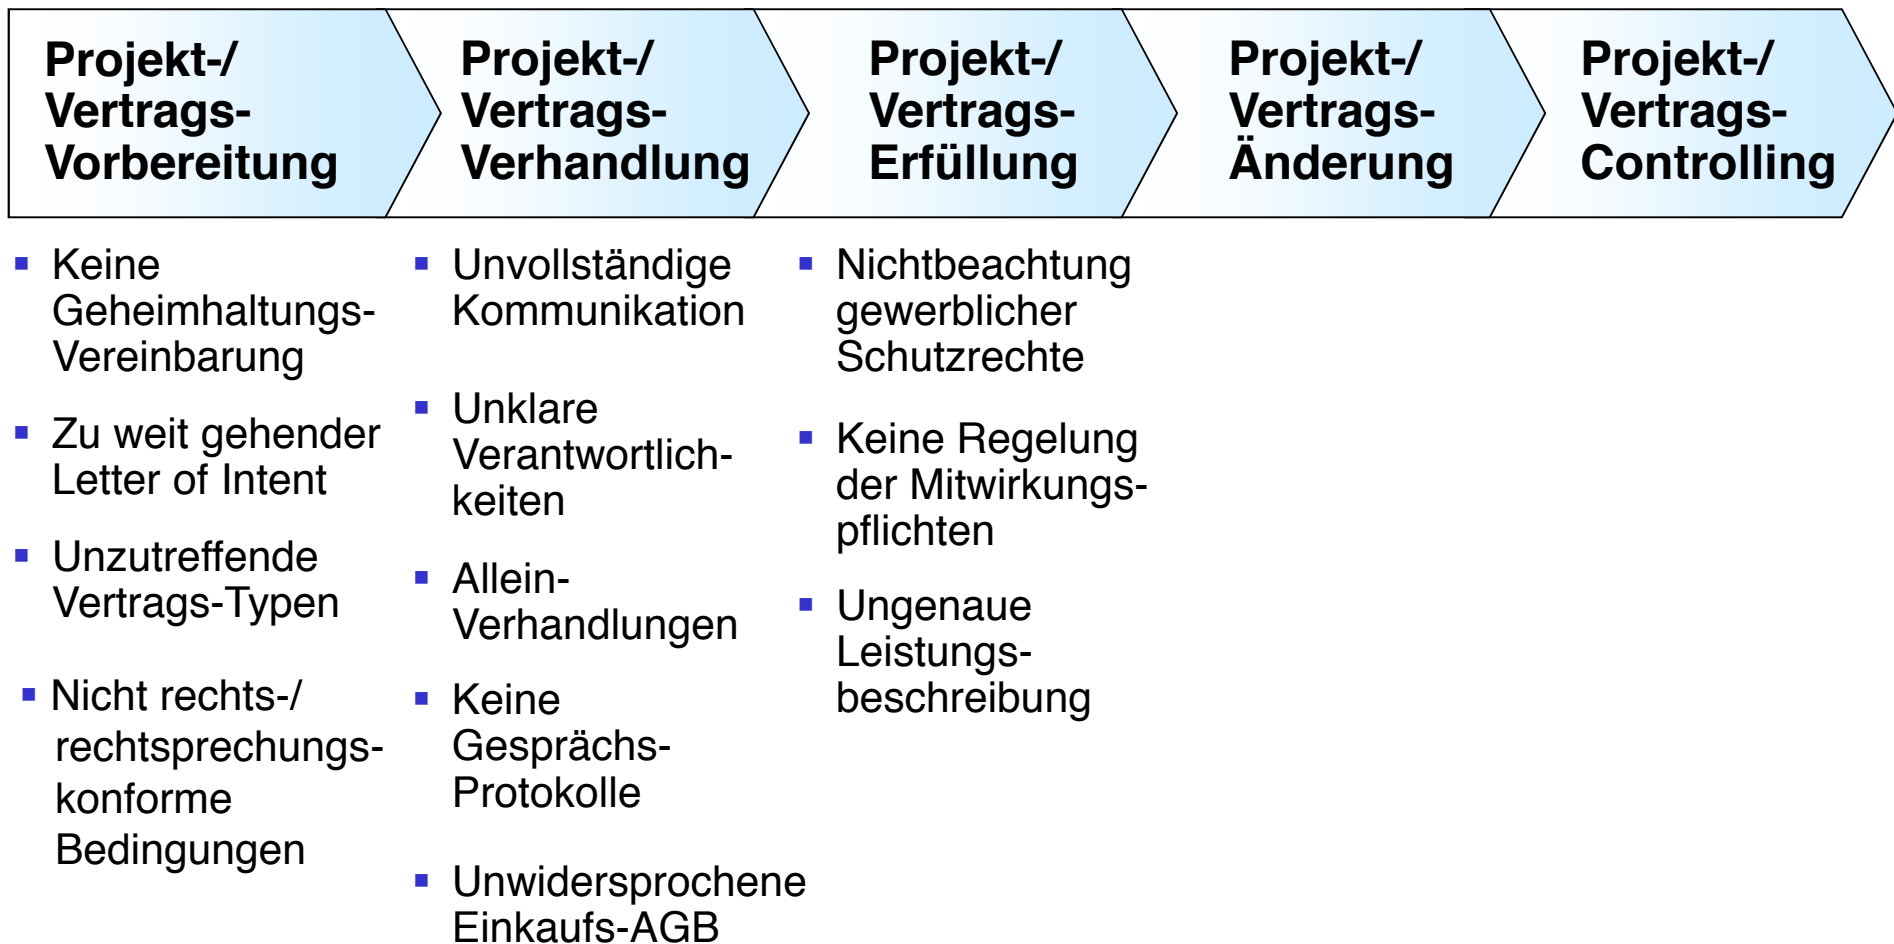 Projekt-/
Vertrags-
Vorbereitung
Projekt-/
Vertrags-
Verhandlung
Projekt-/
Vertrags-
Erfüllung
Projekt-/
Vertrags-
Änderung
Projekt-/
Vertrags-
Controlling
▪ Keine
Geheimhaltungs-
Vereinbarung
▪ Zu weit gehender
Letter of Intent
▪ Unzutreffende
Vertrags-Typen
▪ Nicht rechts-/
rechtsprechungs-
konforme
Bedingungen
▪ Unvollständige
Kommunikation
▪ Unklare
Verantwortlich-
keiten
▪ Allein-
Verhandlungen
▪ Keine
Gesprächs-
Protokolle
▪ Unwidersprochene
Einkaufs-AGB
▪ Nichtbeachtung
gewerblicher
Schutzrechte
▪ Keine Regelung
der Mitwirkungs-
pflichten
▪ Ungenaue
Leistungs-
beschreibung